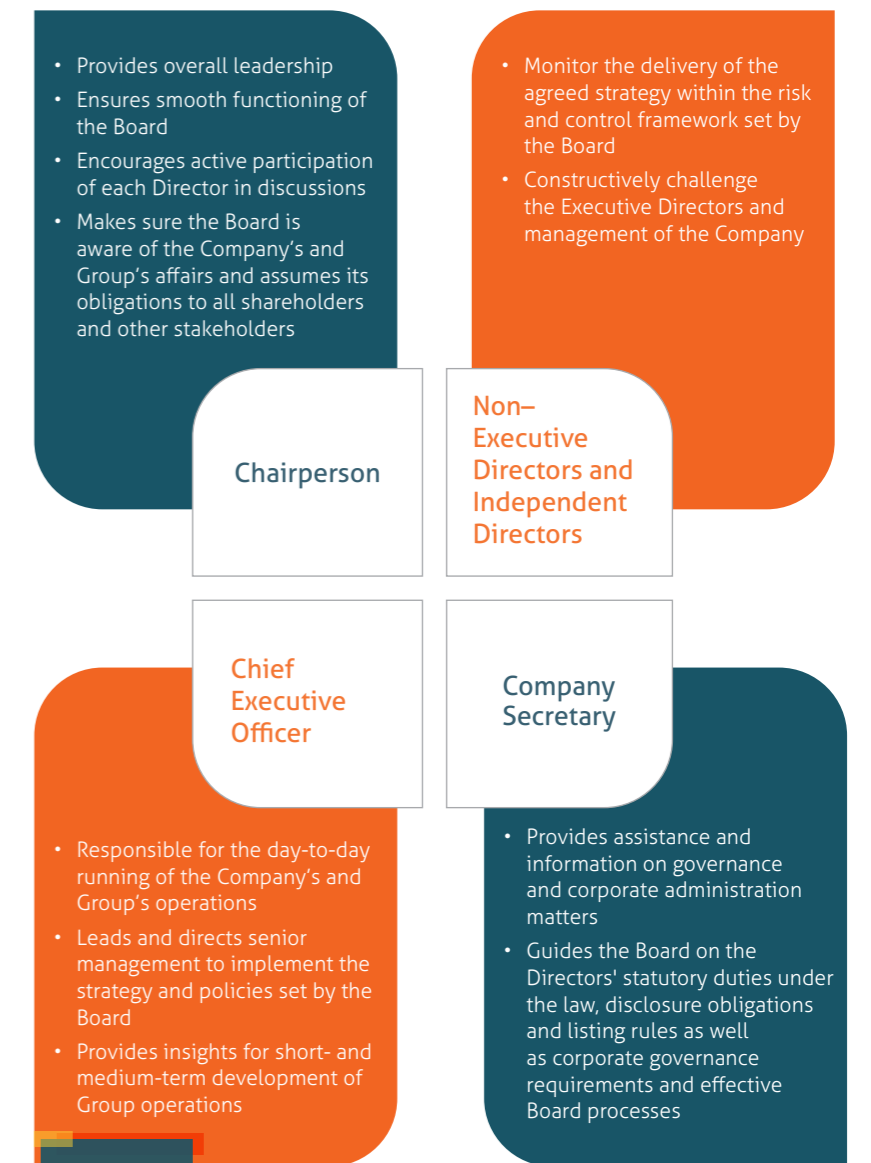 • Provides overall leadership
• Ensures smooth functioning of
the Board
• Encourages active participation
of each Director in discussions
• Makes sure the Board is
aware of the Company’s and
Group’s affairs and assumes its
obligations to all shareholders
and other stakeholders
Chairperson
• Monitor the delivery of the
agreed strategy within the risk
and control framework set by
the Board
• Constructively challenge
the Executive Directors and
management of the Company
Non–
Executive
Directors and
Independent
Directors
Chief
Executive
Officer
• Responsible for the day-to-day
running of the Company’s and
Group’s operations
• Leads and directs senior
management to implement the
strategy and policies set by the
Board
• Provides insights for short- and
medium-term development of
Group operations
Company
Secretary
• Provides assistance and
information on governance
and corporate administration
matters
• Guides the Board on the
Directors' statutory duties under
the law, disclosure obligations
and listing rules as well
as corporate governance
requirements and effective
Board processes